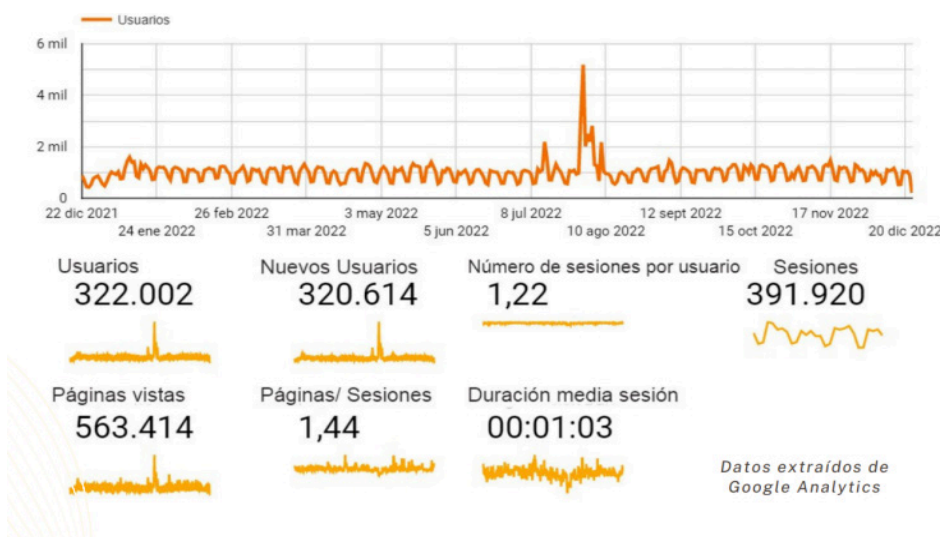 Usuarios
6 mil
4 mil
2 mil
0
22 dic 2021
24 ene 2022
26 feb 2022
31 mar 2022
3 may 2022
5 jun 2022
8 jul 2022
10 ago 2022
12 sept 2022
15 oct 2022
17 nov 2022
20 dic 2022
Usuarios
322.002
Nuevos Usuarios
320.614
Número de sesiones por usuario
1,22
Sesiones
391.920
Páginas vistas
563.414
Páginas/ Sesiones
1,44
Duración media sesión
00:01:03
Datos extraídos de
Google Analytics